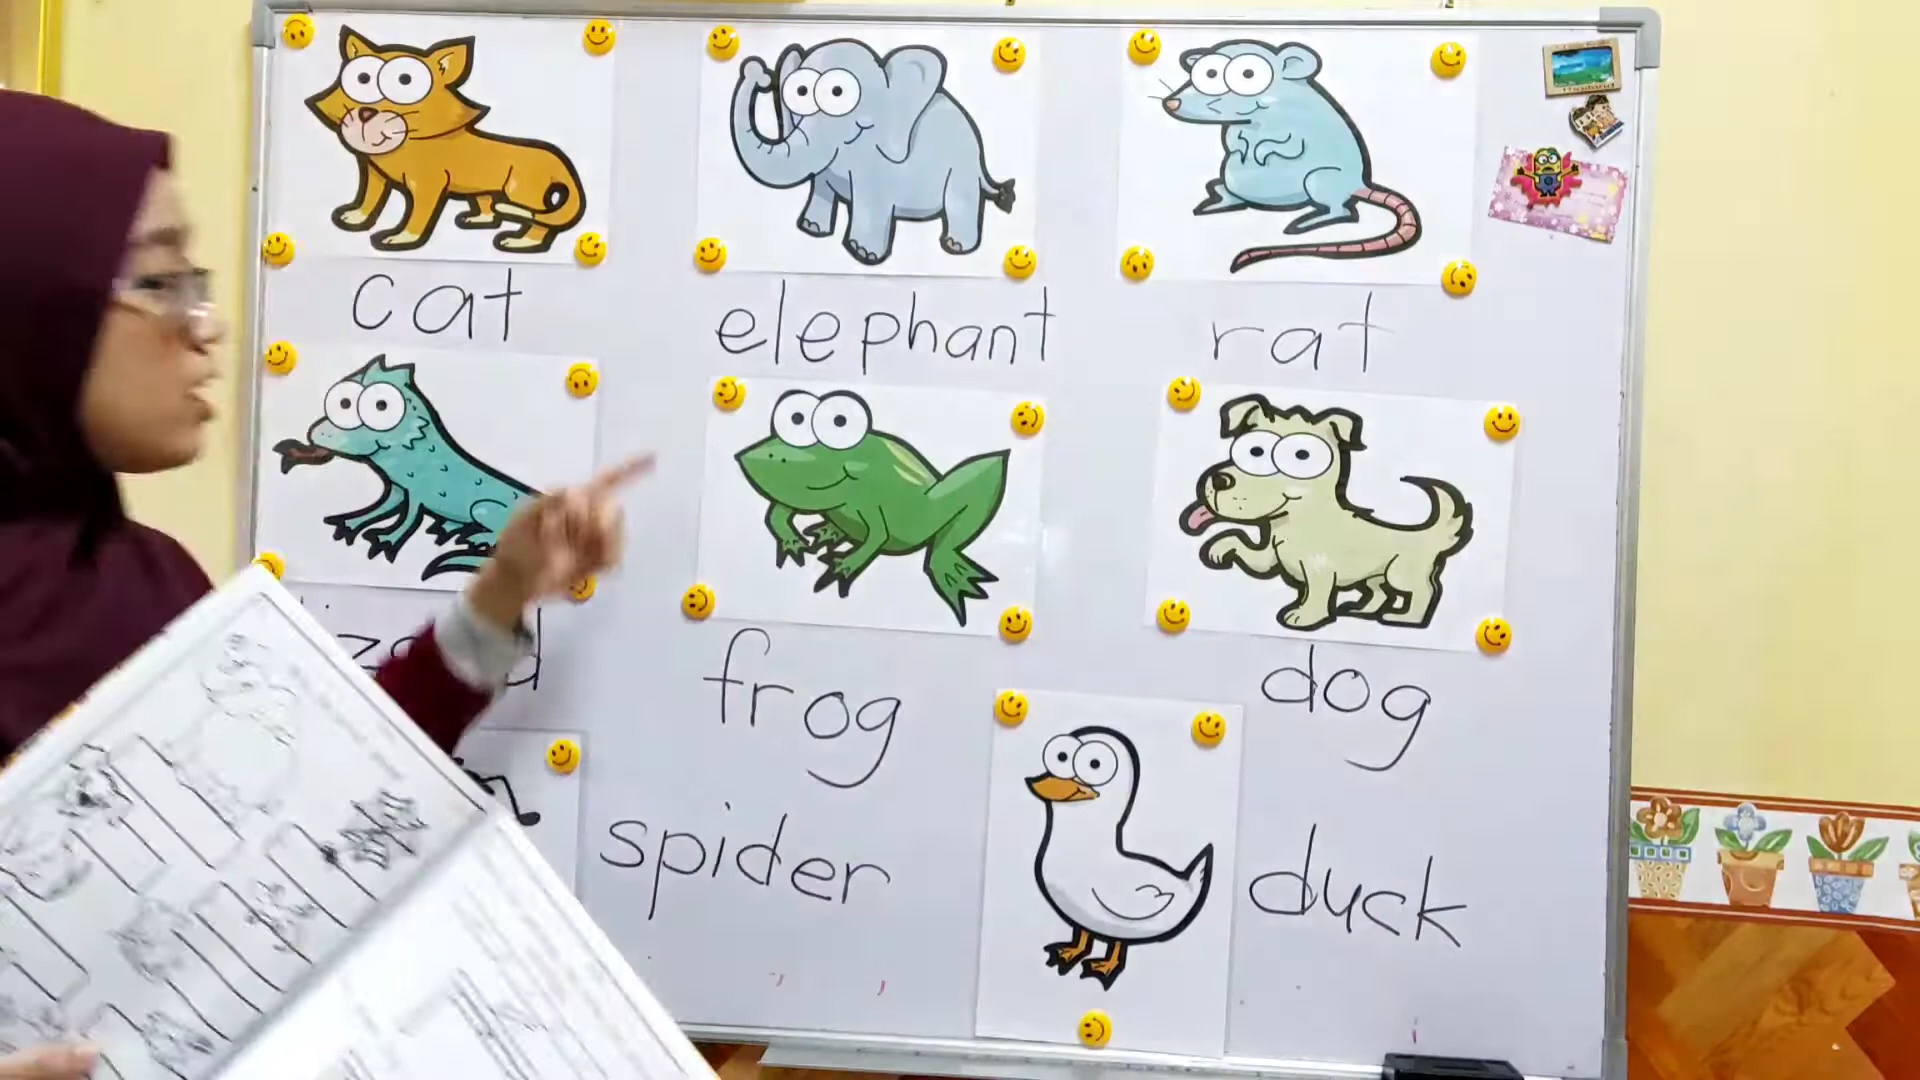 cat
elephant
rat
frog
dog
spider
duck